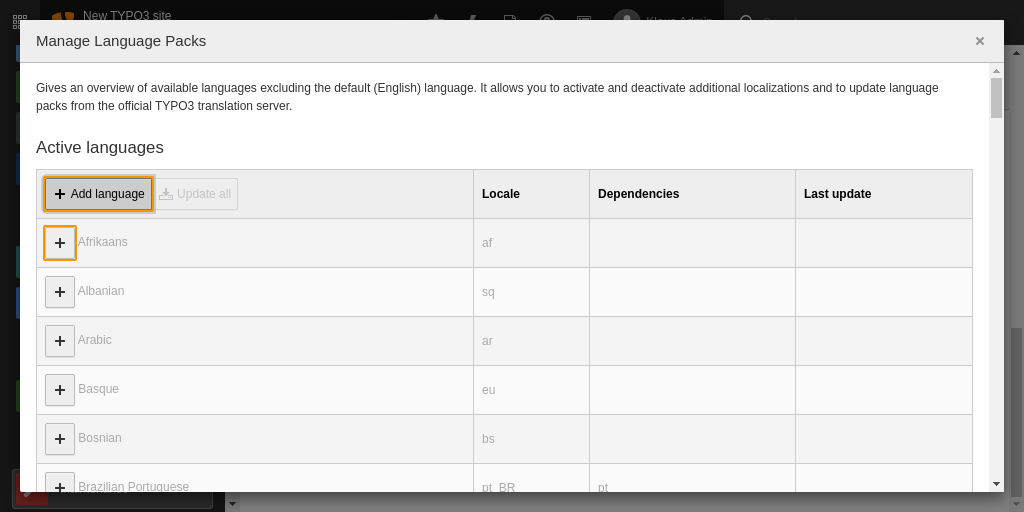 New TYPO3 site
Manage Language Packs
×
Gives an overview of available languages excluding the default (English) language. It allows you to activate and deactivate additional localizations and to update language
packs from the official TYPO3 translation server.
Active languages
Add language Update all Locale Dependencies Last update
Afrikaans af
Albanian sq
Arabic ar
Basque eu
Bosnian bs
Brazilian Portuguese pt_BR pt